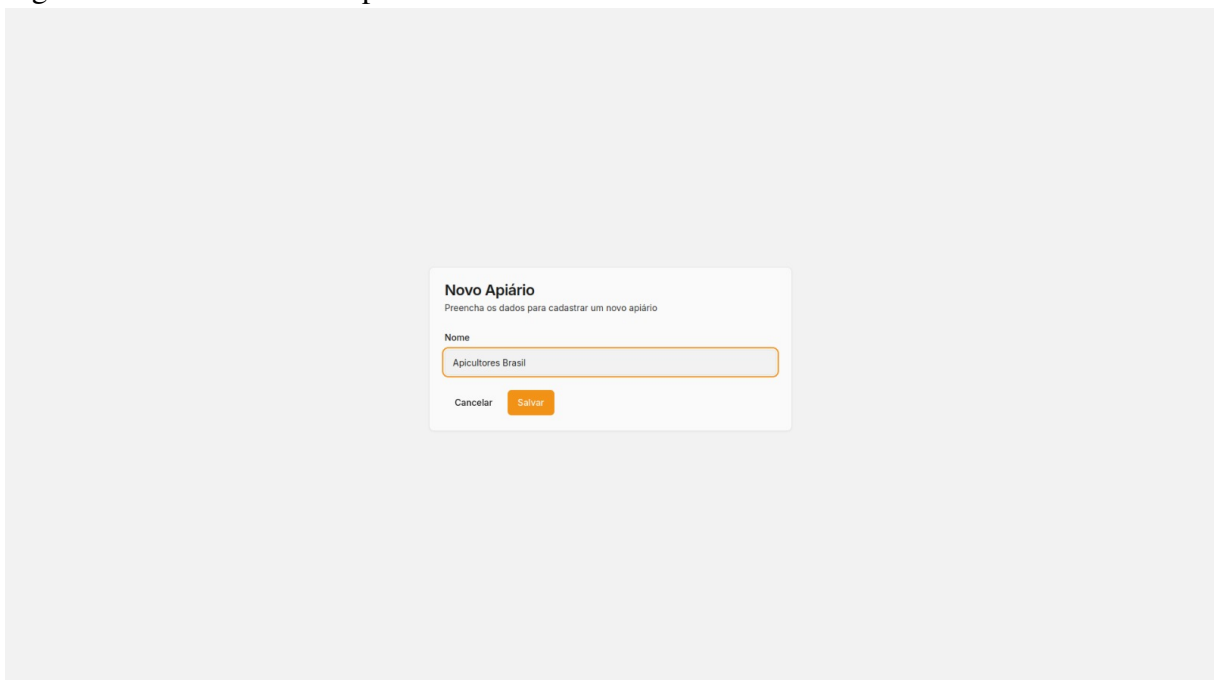 Novo Apiário
Preencha os dados para cadastrar um novo apiário
Nome
Apicultores Brasil
Cancelar Salvar